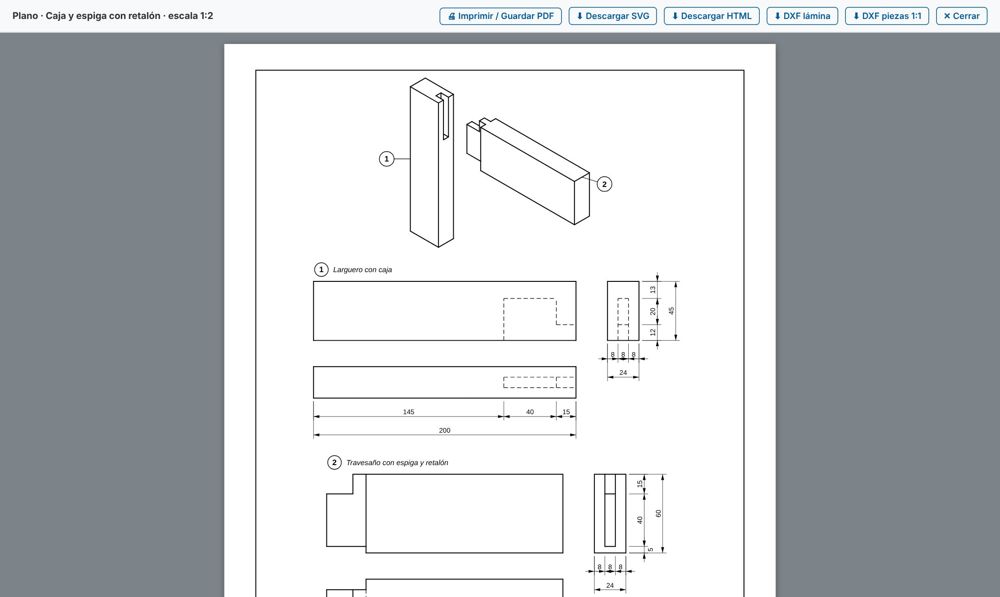 Plano · Caja y espiga con retalón · escala 1:2
🖨 Imprimir / Guardar PDF
⬇ Descargar SVG
⬇ Descargar HTML
⬇ DXF lámina
⬇ DXF piezas 1:1
✕ Cerrar
1
2
1 Larguero con caja
13
20
12
45
8 8 8
24
145 40 15
200
2 Travesaño con espiga y retalón
15
40
5
60
8 8 8
24